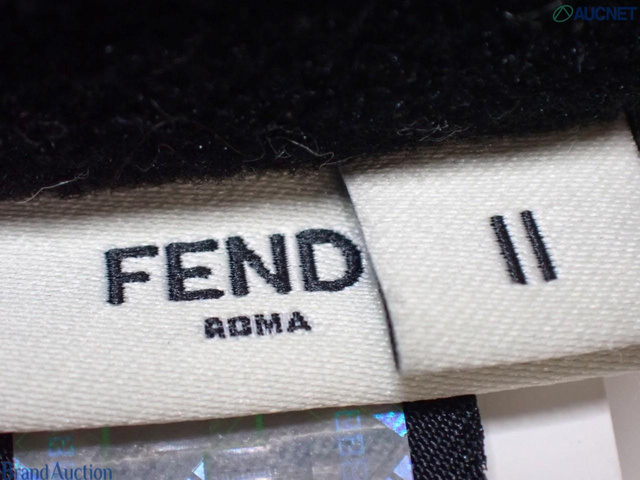 AUCNET
FEND
II
ROMA
BrandAuction